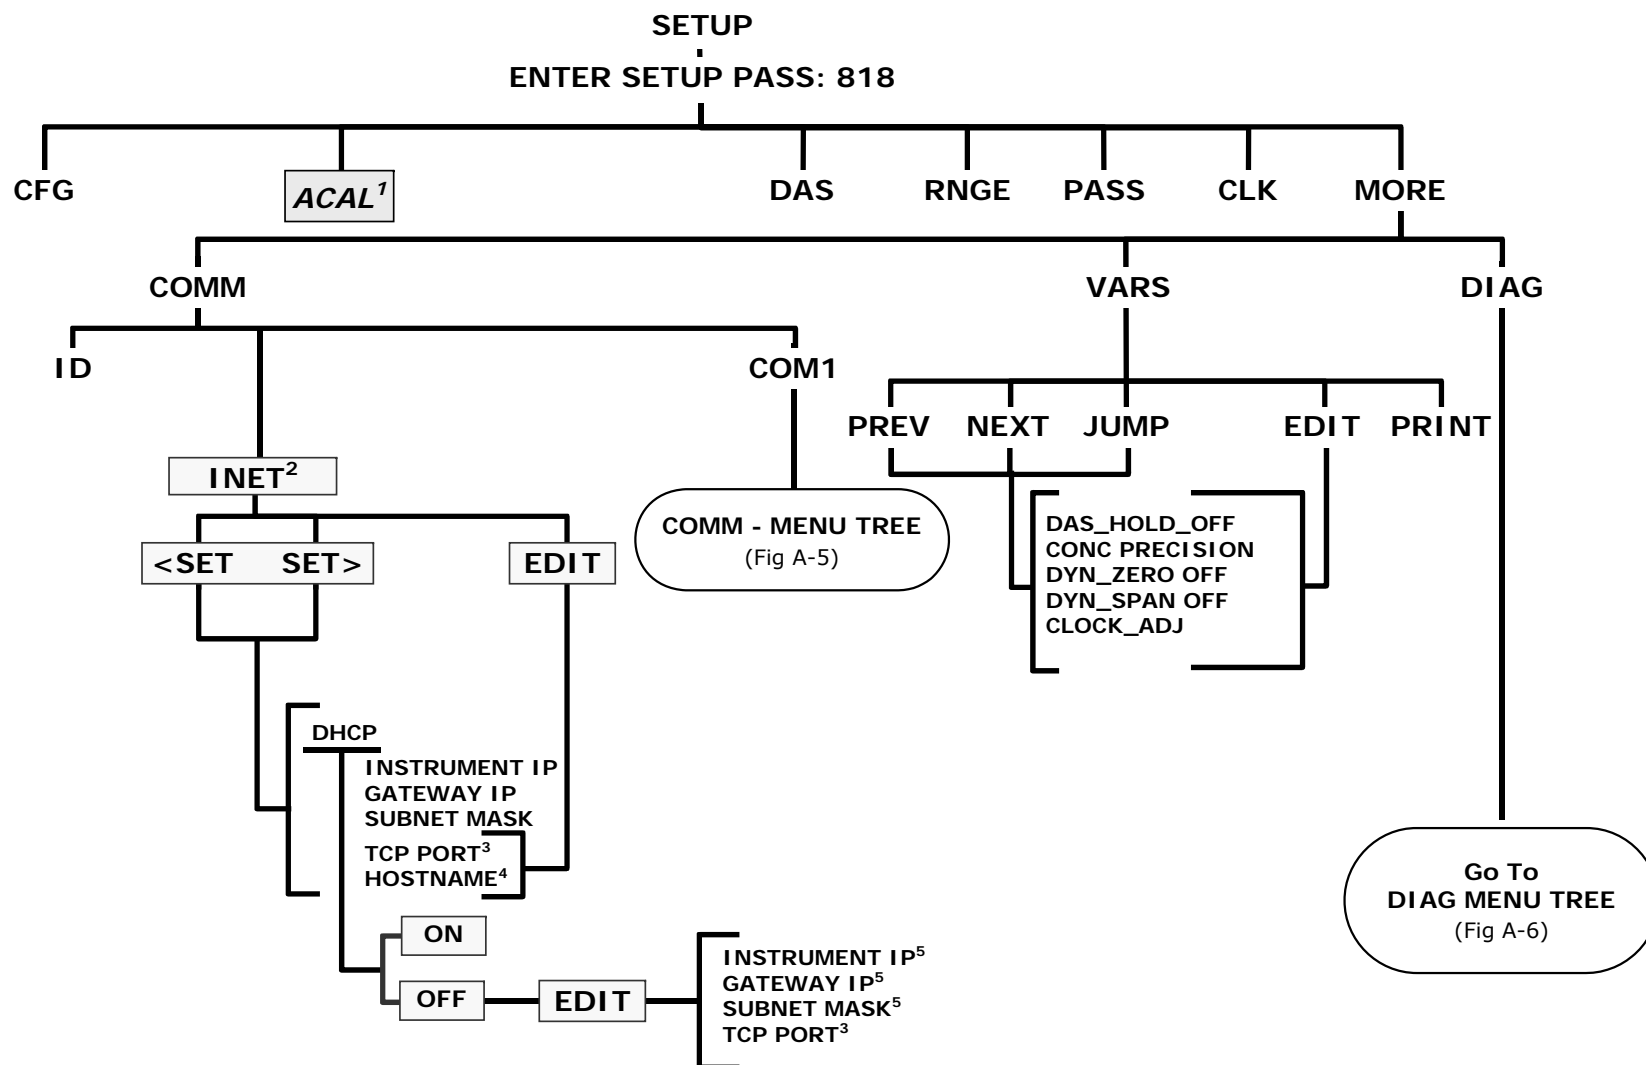 SETUP
ENTER SETUP PASS: 818
CFG
ACAL¹
DAS
RNGE
PASS
CLK
MORE
COMM
VARS
DIAG
ID
COM1
PREV
NEXT
JUMP
EDIT
PRINT
INET²
<SET SET>
EDIT
COMM - MENU TREE
(Fig A-5)
DAS_HOLD_OFF
CONC PRECISION
DYN_ZERO OFF
DYN_SPAN OFF
CLOCK_ADJ
DHCP
INSTRUMENT IP
GATEWAY IP
SUBNET MASK
TCP PORT³
HOSTNAME⁴
Go To
DIAG MENU TREE
(Fig A-6)
ON
OFF
EDIT
INSTRUMENT IP⁵
GATEWAY IP⁵
SUBNET MASK⁵
TCP PORT³